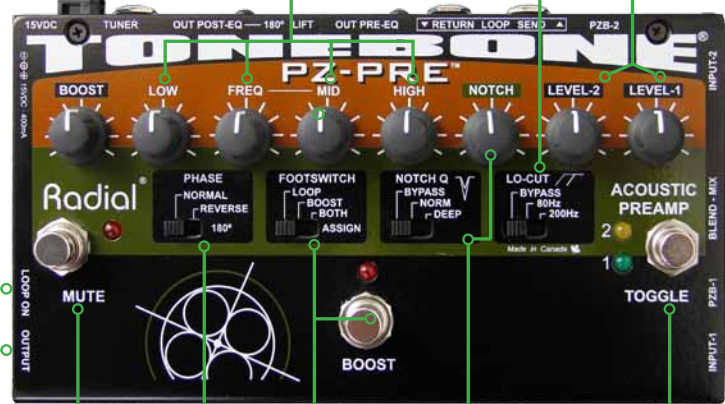 15VDC TUNER OUT POST-EQ 180° LIFT OUT PRE-EQ ▼ RETURN LOOP SEND ▲ PZB-2
TONEBONE®
PZ-PRE™
15VDC - 400mA
INPUT-2
BOOST LOW FREQ MID HIGH NOTCH LEVEL-2 LEVEL-1
PHASE
NORMAL
REVERSE
180°
FOOTSWITCH
LOOP
BOOST
BOTH
ASSIGN
NOTCH Q
BYPASS
NORM
DEEP
LO-CUT
BYPASS
80Hz
200Hz
Made in Canada
Radial®
ACOUSTIC
PREAMP
2
1
BLEND - MIX
MUTE
TOGGLE
BOOST
LOOP ON
OUTPUT
PZB-1
INPUT-1